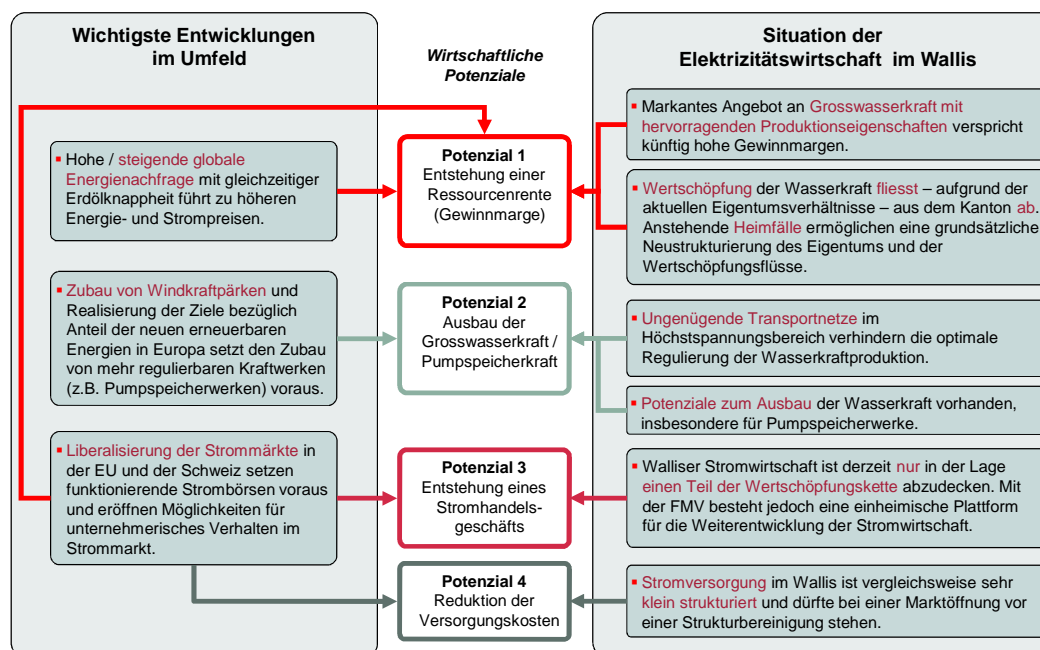 Wichtigste Entwicklungen
im Umfeld
▪ Hohe / steigende globale
Energienachfrage mit gleichzeitiger
Erdölknappheit führt zu höheren
Energie- und Strompreisen.
▪ Zubau von Windkraftpärken und
Realisierung der Ziele bezüglich
Anteil der neuen erneuerbaren
Energien in Europa setzt den Zubau
von mehr regulierbaren Kraftwerken
(z.B. Pumpspeicherwerken) voraus.
▪ Liberalisierung der Strommärkte in
der EU und der Schweiz setzen
funktionierende Strombörsen voraus
und eröffnen Möglichkeiten für
unternehmerisches Verhalten im
Strommarkt.
Wirtschaftliche
Potenziale
Potenzial 1
Entstehung einer
Ressourcenrente
(Gewinnmarge)
Potenzial 2
Ausbau der
Grosswasserkraft /
Pumpspeicherkraft
Potenzial 3
Entstehung eines
Stromhandels-
geschäfts
Potenzial 4
Reduktion der
Versorgungskosten
Situation der
Elektrizitätswirtschaft im Wallis
▪ Markantes Angebot an Grosswasserkraft mit
hervorragenden Produktionseigenschaften verspricht
künftig hohe Gewinnmargen.
▪ Wertschöpfung der Wasserkraft fliesst – aufgrund der
aktuellen Eigentumsverhältnisse – aus dem Kanton ab.
Anstehende Heimfälle ermöglichen eine grundsätzliche
Neustrukturierung des Eigentums und der
Wertschöpfungsflüsse.
▪ Ungenügende Transportnetze im
Höchstspannungsbereich verhindern die optimale
Regulierung der Wasserkraftproduktion.
▪ Potenziale zum Ausbau der Wasserkraft vorhanden,
insbesondere für Pumpspeicherwerke.
▪ Walliser Stromwirtschaft ist derzeit nur in der Lage
einen Teil der Wertschöpfungskette abzudecken. Mit
der FMV besteht jedoch eine einheimische Plattform
für die Weiterentwicklung der Stromwirtschaft.
▪ Stromversorgung im Wallis ist vergleichsweise sehr
klein strukturiert und dürfte bei einer Marktöffnung vor
einer Strukturbereinigung stehen.